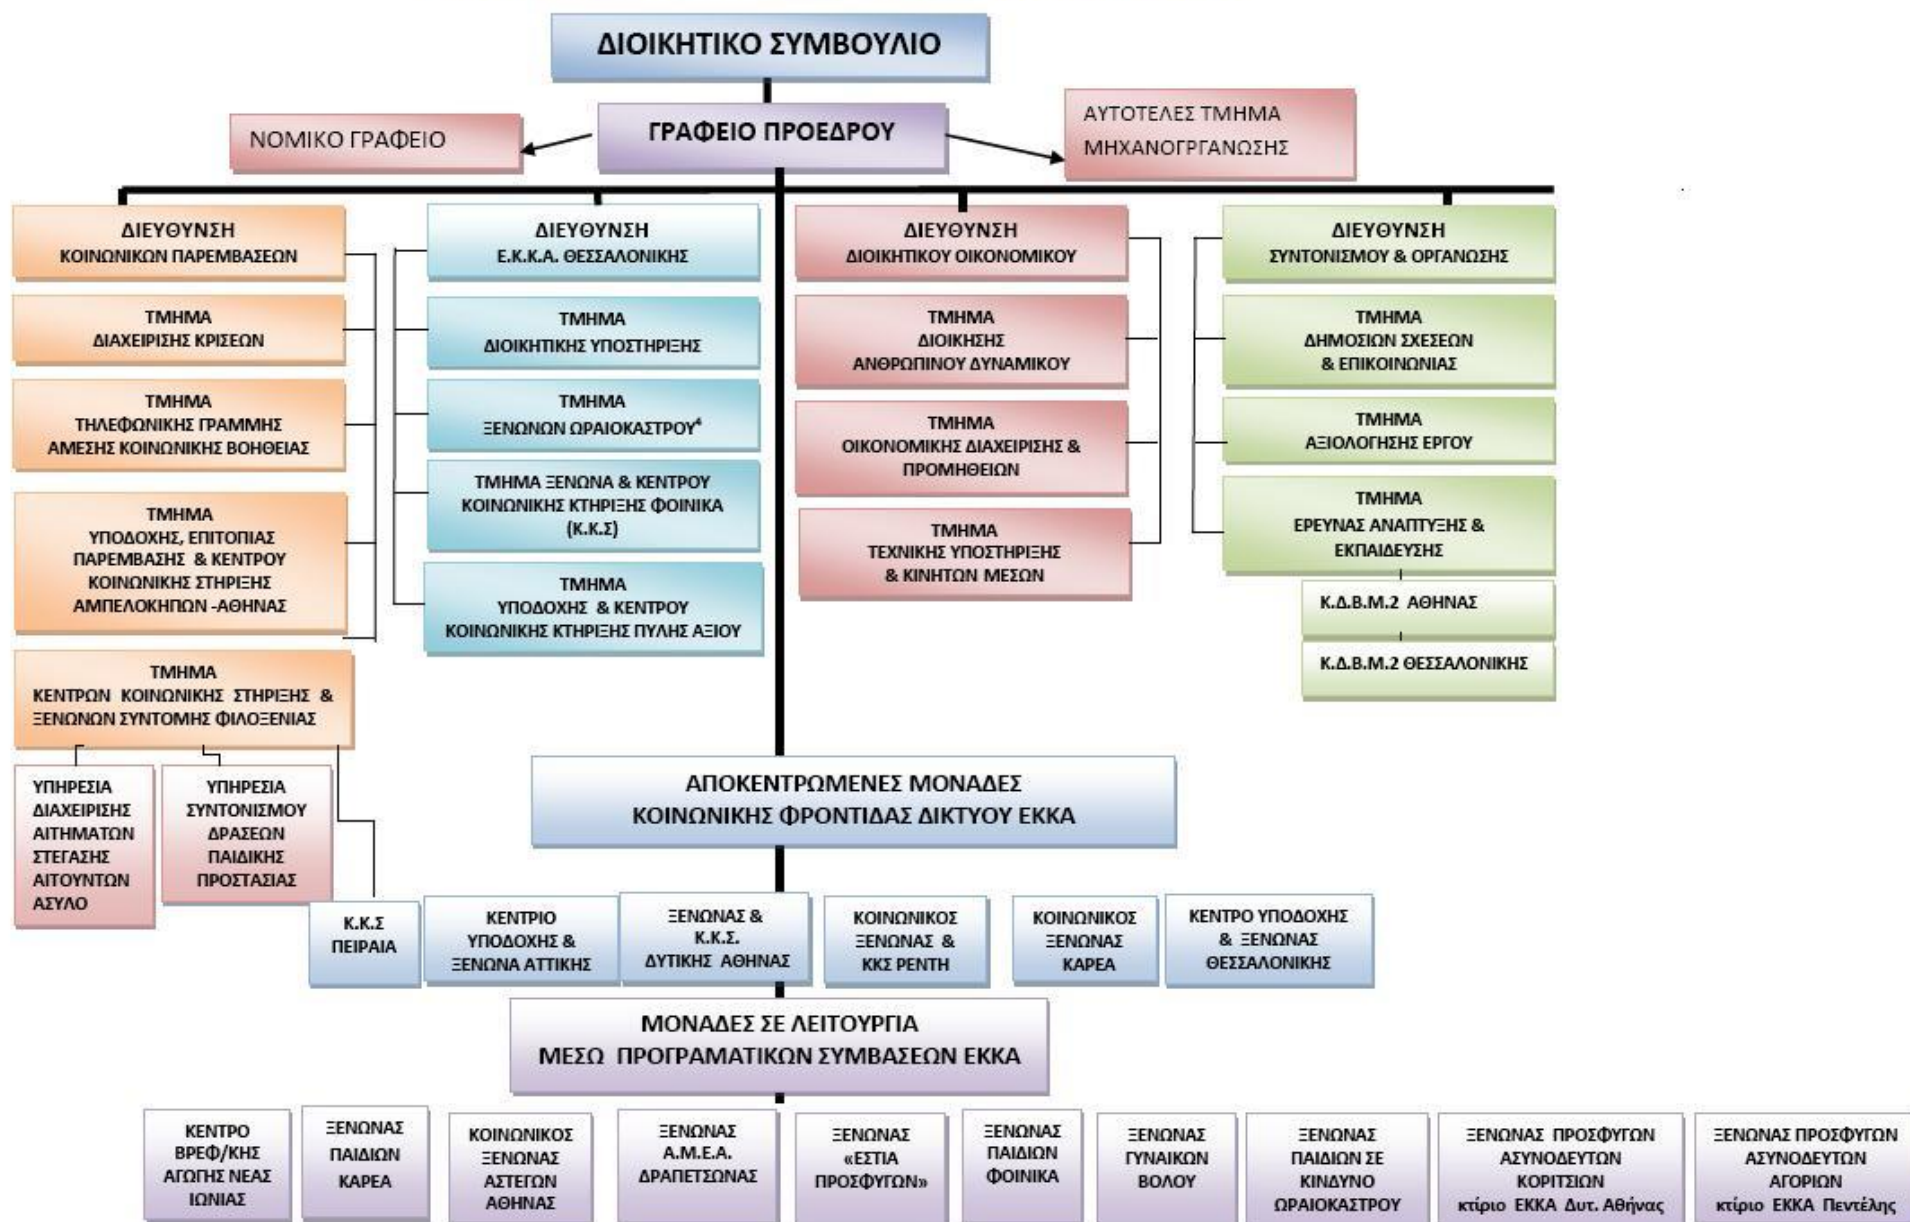 ΔΙΟΙΚΗΤΙΚΟ ΣΥΜΒΟΥΛΙΟ
ΓΡΑΦΕΙΟ ΠΡΟΕΔΡΟΥ
ΝΟΜΙΚΟ ΓΡΑΦΕΙΟ
ΑΥΤΟΤΕΛΕΣ ΤΜΗΜΑ
ΜΗΧΑΝΟΓΡΓΑΝΩΣΗΣ
ΔΙΕΥΘΥΝΣΗ
ΚΟΙΝΩΝΙΚΩΝ ΠΑΡΕΜΒΑΣΕΩΝ
ΤΜΗΜΑ
ΔΙΑΧΕΙΡΙΣΗΣ ΚΡΙΣΕΩΝ
ΤΜΗΜΑ
ΤΗΛΕΦΩΝΙΚΗΣ ΓΡΑΜΜΗΣ
ΑΜΕΣΗΣ ΚΟΙΝΩΝΙΚΗΣ ΒΟΗΘΕΙΑΣ
ΤΜΗΜΑ
ΥΠΟΔΟΧΗΣ, ΕΠΙΤΟΠΙΑΣ
ΠΑΡΕΜΒΑΣΗΣ & ΚΕΝΤΡΟΥ
ΚΟΙΝΩΝΙΚΗΣ ΣΤΗΡΙΞΗΣ
ΑΜΠΕΛΟΚΗΠΩΝ -ΑΘΗΝΑΣ
ΤΜΗΜΑ
ΚΕΝΤΡΩΝ ΚΟΙΝΩΝΙΚΗΣ ΣΤΗΡΙΞΗΣ &
ΞΕΝΩΝΩΝ ΣΥΝΤΟΜΗΣ ΦΙΛΟΞΕΝΙΑΣ
ΥΠΗΡΕΣΙΑ
ΔΙΑΧΕΙΡΙΣΗΣ
ΑΙΤΗΜΑΤΩΝ
ΣΤΕΓΑΣΗΣ
ΑΙΤΟΥΝΤΩΝ
ΑΣΥΛΟ
ΥΠΗΡΕΣΙΑ
ΣΥΝΤΟΝΙΣΜΟΥ
ΔΡΑΣΕΩΝ
ΠΑΙΔΙΚΗΣ
ΠΡΟΣΤΑΣΙΑΣ
ΔΙΕΥΘΥΝΣΗ
Ε.Κ.Κ.Α. ΘΕΣΣΑΛΟΝΙΚΗΣ
ΤΜΗΜΑ
ΔΙΟΙΚΗΤΙΚΗΣ ΥΠΟΣΤΗΡΙΞΗΣ
ΤΜΗΜΑ
ΞΕΝΩΝΩΝ ΩΡΑΙΟΚΑΣΤΡΟΥ⁴
ΤΜΗΜΑ ΞΕΝΩΝΑ & ΚΕΝΤΡΟΥ
ΚΟΙΝΩΝΙΚΗΣ ΚΤΗΡΙΞΗΣ ΦΟΙΝΙΚΑ
(Κ.Κ.Σ)
ΤΜΗΜΑ
ΥΠΟΔΟΧΗΣ & ΚΕΝΤΡΟΥ
ΚΟΙΝΩΝΙΚΗΣ ΚΤΗΡΙΞΗΣ ΠΥΛΗΣ ΑΞΙΟΥ
ΔΙΕΥΘΥΝΣΗ
ΔΙΟΙΚΗΤΙΚΟΥ ΟΙΚΟΝΟΜΙΚΟΥ
ΤΜΗΜΑ
ΔΙΟΙΚΗΣΗΣ
ΑΝΘΡΩΠΙΝΟΥ ΔΥΝΑΜΙΚΟΥ
ΤΜΗΜΑ
ΟΙΚΟΝΟΜΙΚΗΣ ΔΙΑΧΕΙΡΙΣΗΣ &
ΠΡΟΜΗΘΕΙΩΝ
ΤΜΗΜΑ
ΤΕΧΝΙΚΗΣ ΥΠΟΣΤΗΡΙΞΗΣ
& ΚΙΝΗΤΩΝ ΜΕΣΩΝ
ΔΙΕΥΘΥΝΣΗ
ΣΥΝΤΟΝΙΣΜΟΥ & ΟΡΓΑΝΩΣΗΣ
ΤΜΗΜΑ
ΔΗΜΟΣΙΩΝ ΣΧΕΣΕΩΝ
& ΕΠΙΚΟΙΝΩΝΙΑΣ
ΤΜΗΜΑ
ΑΞΙΟΛΟΓΗΣΗΣ ΕΡΓΟΥ
ΤΜΗΜΑ
ΕΡΕΥΝΑΣ ΑΝΑΠΤΥΞΗΣ &
ΕΚΠΑΙΔΕΥΣΗΣ
Κ.Δ.Β.Μ.2 ΑΘΗΝΑΣ
Κ.Δ.Β.Μ.2 ΘΕΣΣΑΛΟΝΙΚΗΣ
ΑΠΟΚΕΝΤΡΩΜΕΝΕΣ ΜΟΝΑΔΕΣ
ΚΟΙΝΩΝΙΚΗΣ ΦΡΟΝΤΙΔΑΣ ΔΙΚΤΥΟΥ ΕΚΚΑ
Κ.Κ.Σ
ΠΕΙΡΑΙΑ
ΚΕΝΤΡΙΟ
ΥΠΟΔΟΧΗΣ &
ΞΕΝΩΝΑ ΑΤΤΙΚΗΣ
ΞΕΝΩΝΑΣ &
Κ.Κ.Σ.
ΔΥΤΙΚΗΣ ΑΘΗΝΑΣ
ΚΟΙΝΩΝΙΚΟΣ
ΞΕΝΩΝΑΣ &
ΚΚΣ ΡΕΝΤΗ
ΚΟΙΝΩΝΙΚΟΣ
ΞΕΝΩΝΑΣ
ΚΑΡΕΑ
ΚΕΝΤΡΟ ΥΠΟΔΟΧΗΣ
& ΞΕΝΩΝΑΣ
ΘΕΣΣΑΛΟΝΙΚΗΣ
ΜΟΝΑΔΕΣ ΣΕ ΛΕΙΤΟΥΡΓΙΑ
ΜΕΣΩ ΠΡΟΓΡΑΜΑΤΙΚΩΝ ΣΥΜΒΑΣΕΩΝ ΕΚΚΑ
ΚΕΝΤΡΟ
ΒΡΕΦ/ΚΗΣ
ΑΓΩΓΗΣ ΝΕΑΣ
ΙΩΝΙΑΣ
ΞΕΝΩΝΑΣ
ΠΑΙΔΙΩΝ
ΚΑΡΕΑ
ΚΟΙΝΩΝΙΚΟΣ
ΞΕΝΩΝΑΣ
ΑΣΤΕΓΩΝ
ΑΘΗΝΑΣ
ΞΕΝΩΝΑΣ
Α.Μ.Ε.Α.
ΔΡΑΠΕΤΣΩΝΑΣ
ΞΕΝΩΝΑΣ
«ΕΣΤΙΑ
ΠΡΟΣΦΥΓΩΝ»
ΞΕΝΩΝΑΣ
ΠΑΙΔΙΩΝ
ΦΟΙΝΙΚΑ
ΞΕΝΩΝΑΣ
ΓΥΝΑΙΚΩΝ
ΒΟΛΟΥ
ΞΕΝΩΝΑΣ
ΠΑΙΔΙΩΝ ΣΕ
ΚΙΝΔΥΝΟ
ΩΡΑΙΟΚΑΣΤΡΟΥ
ΞΕΝΩΝΑΣ ΠΡΟΣΦΥΓΩΝ
ΑΣΥΝΟΔΕΥΤΩΝ
ΚΟΡΙΤΣΙΩΝ
κτίριο ΕΚΚΑ Δυτ. Αθήνας
ΞΕΝΩΝΑΣ ΠΡΟΣΦΥΓΩΝ
ΑΣΥΝΟΔΕΥΤΩΝ
ΑΓΟΡΙΩΝ
κτίριο ΕΚΚΑ Πεντέλης